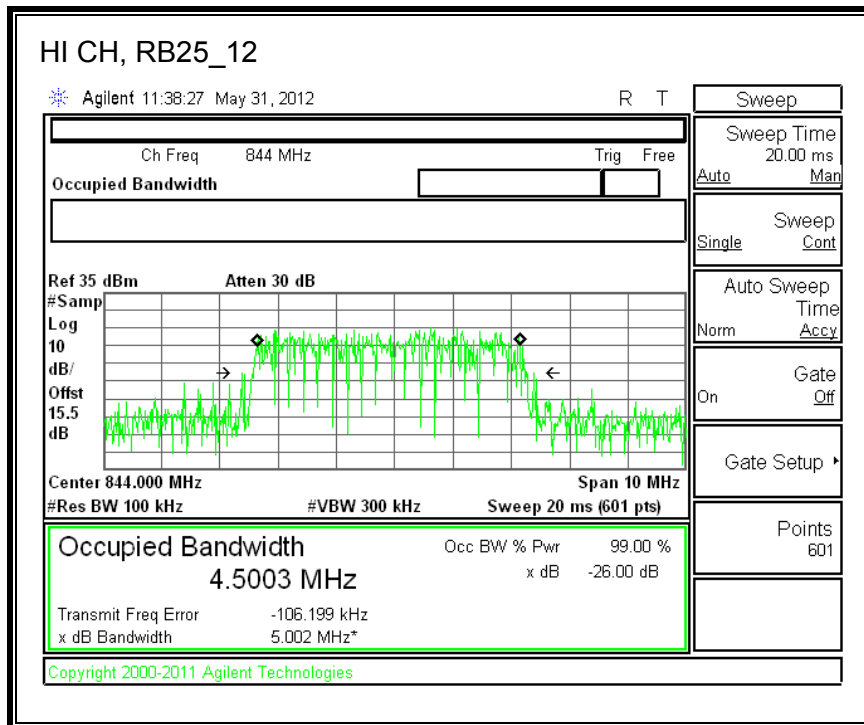 HI CH, RB25_12
Agilent 11:38:27 May 31, 2012 R T
Ch Freq 844 MHz Trig Free
Occupied Bandwidth
Ref 35 dBm Atten 30 dB
#Samp
Log
10
dB/
Offst
15.5
dB
Center 844.000 MHz Span 10 MHz
#Res BW 100 kHz #VBW 300 kHz Sweep 20 ms (601 pts)
Occupied Bandwidth Occ BW % Pwr 99.00 %
4.5003 MHz x dB -26.00 dB
Transmit Freq Error -106.199 kHz
x dB Bandwidth 5.002 MHz*
Copyright 2000-2011 Agilent Technologies
Sweep
Sweep Time
20.00 ms
Auto Man
Sweep
Single Cont
Auto Sweep
Time
Norm Accy
Gate
On Off
Gate Setup
Points
601